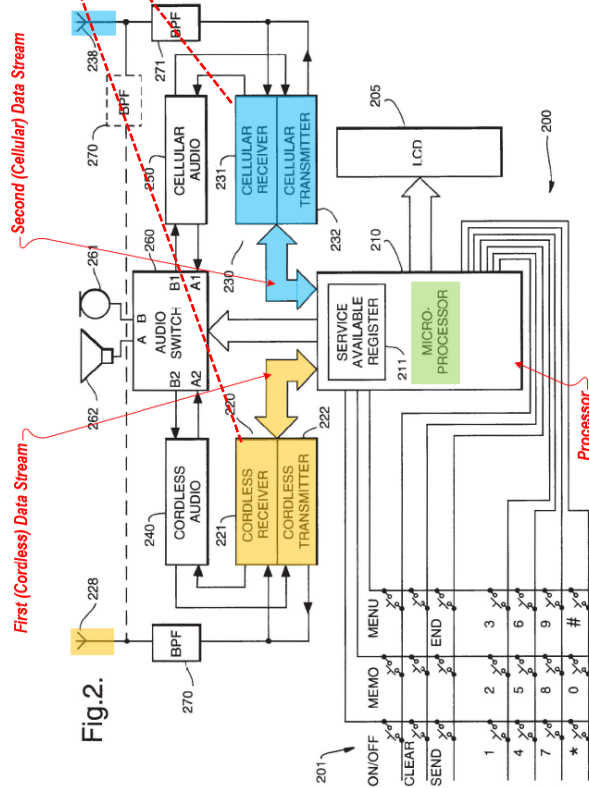 First (Cordless) Data Stream
Second (Cellular) Data Stream
Fig.2.
262
261
228
238
270
BPF
A
B
AUDIO
SWITCH
260
B2
B1
A2
A1
BPF
270
240
CORDLESS
AUDIO
250
CELLULAR
AUDIO
BPF
271
220
230
221
CORDLESS
RECEIVER
CORDLESS
TRANSMITTER
222
231
CELLULAR
RECEIVER
CELLULAR
TRANSMITTER
232
SERVICE
AVAILABLE
REGISTER
211
MICRO-
PROCESSOR
210
LCD
205
200
201
ON/OFF
MEMO
MENU
CLEAR
SEND
END
1
2
3
4
5
6
7
8
9
*
0
#
Processor